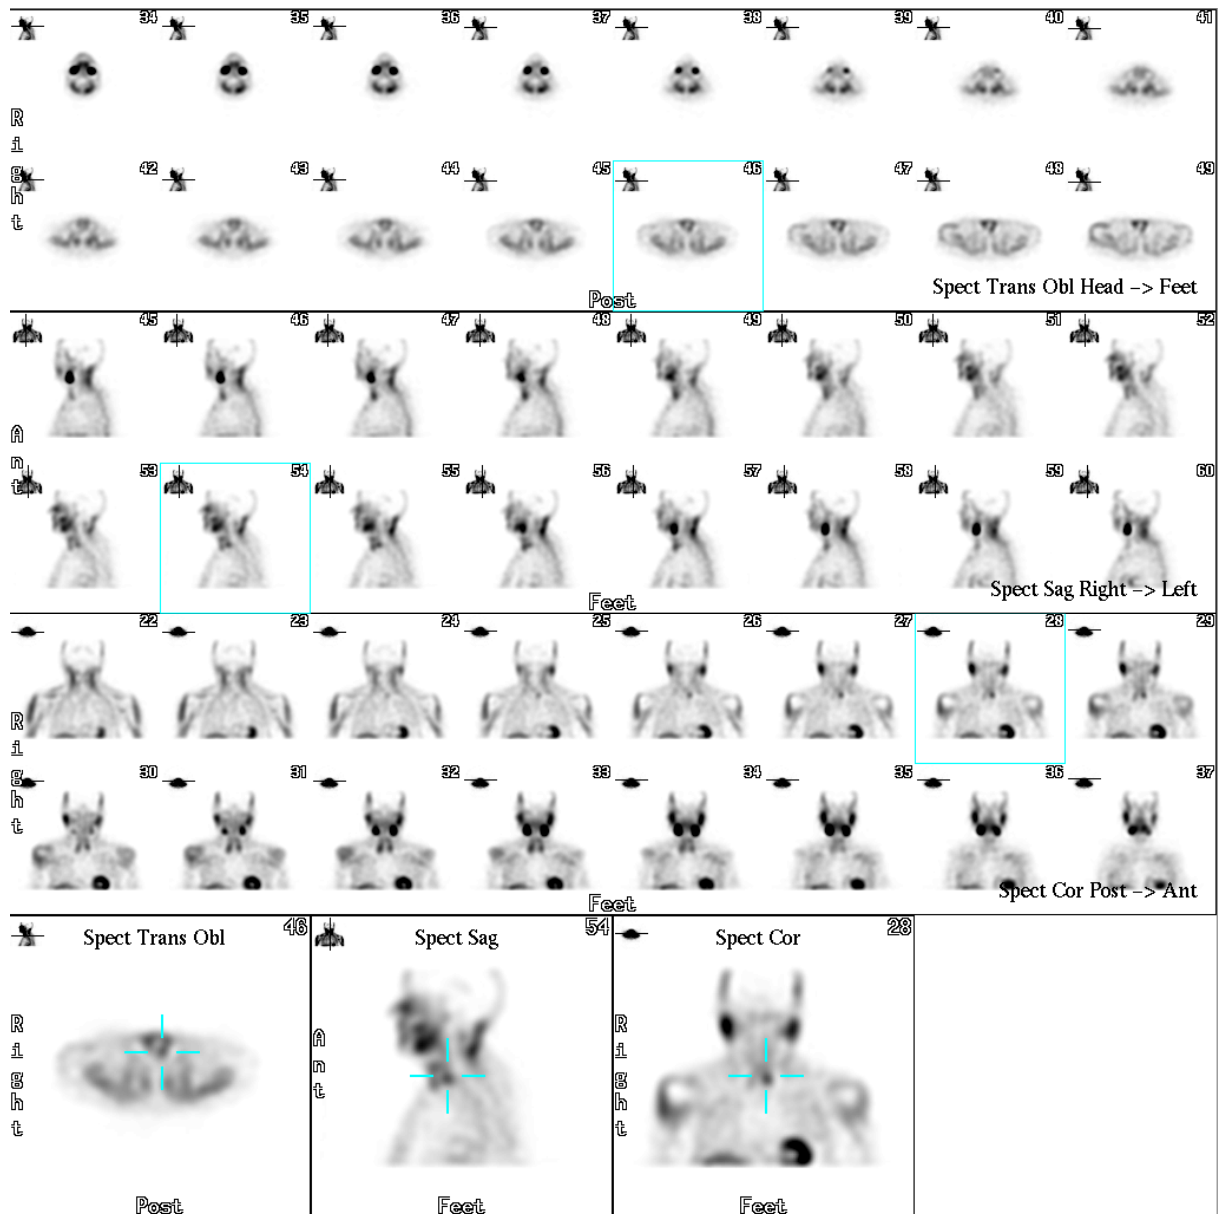 34 35 36 37 38 39 40 41
Right
42 43 44 45 46 47 48 49
Spect Trans Obl Head -> Feet
Post
45 46 47 48 49 50 51 52
Ant
53 54 55 56 57 58 59 60
Spect Sag Right -> Left
Feet
22 23 24 25 26 27 28 29
Right
30 31 32 33 34 35 36 37
Spect Cor Post -> Ant
Feet
Spect Trans Obl 46
Right
Post
Spect Sag 54
Ant
Feet
Spect Cor 28
Right
Feet